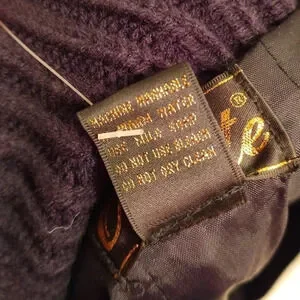 MACHINE WASHABLE
WARM WATER
USE MILD SOAP
DO NOT USE BLEACH
DO NOT DRY CLEAN
e®